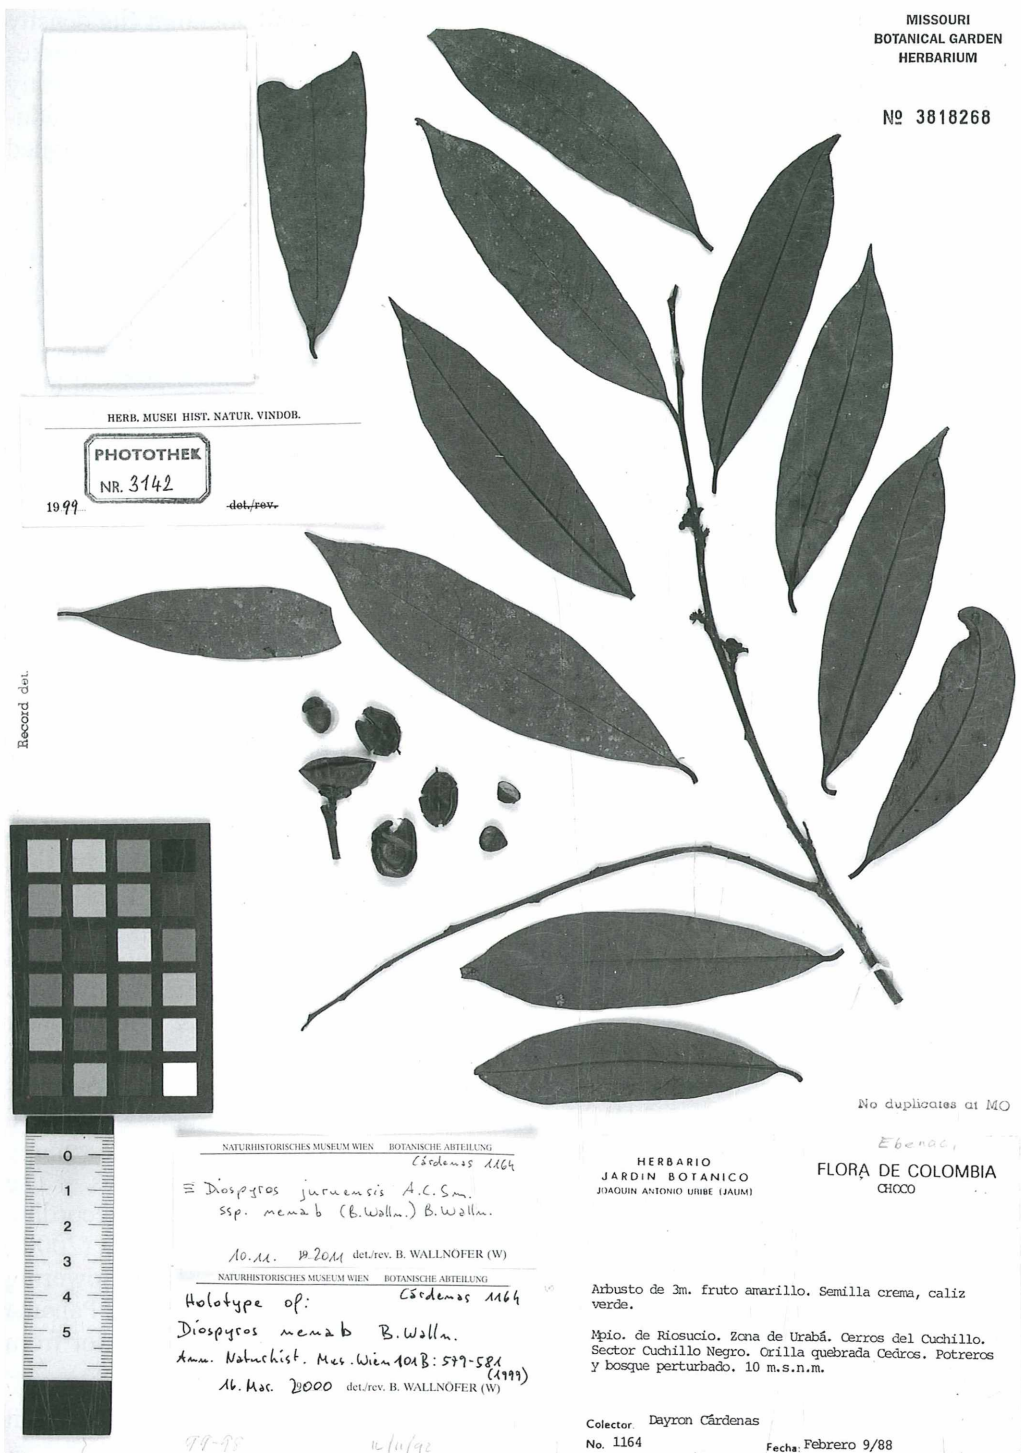 MISSOURI
BOTANICAL GARDEN
HERBARIUM
Nº 3818268
HERB. MUSEI HIST. NATUR. VINDOB.
PHOTOTHEK
NR. 3142
1999 det./rev.
Record det.
0
1
2
3
4
5
No duplicates at MO
NATURHISTORISCHES MUSEUM WIEN BOTANISCHE ABTEILUNG
Cárdenas 1164
≡ Diospyros juruensis A.C.Sm.
ssp. menab (B.Walln.) B.Walln.
10.11. 19 2011 det./rev. B. WALLNÖFER (W)
NATURHISTORISCHES MUSEUM WIEN BOTANISCHE ABTEILUNG
Holotype of: Cárdenas 1164
Diospyros menab B.Walln.
Ann. Naturhist. Mus. Wien 101B: 579-581
(1999)
16. Mar. 2000 det./rev. B. WALLNÖFER (W)
99-99
12/11/92
HERBARIO
JARDIN BOTANICO
JOAQUIN ANTONIO URIBE (JAUM)
Ebenac.
FLORA DE COLOMBIA
CHOCO
Arbusto de 3m. fruto amarillo. Semilla crema, caliz
verde.
Mpio. de Riosucio. Zona de Urabá. Cerros del Cuchillo.
Sector Cuchillo Negro. Orilla quebrada Cedros. Potreros
y bosque perturbado. 10 m.s.n.m.
Colector. Dayron Cárdenas
No. 1164 Fecha: Febrero 9/88